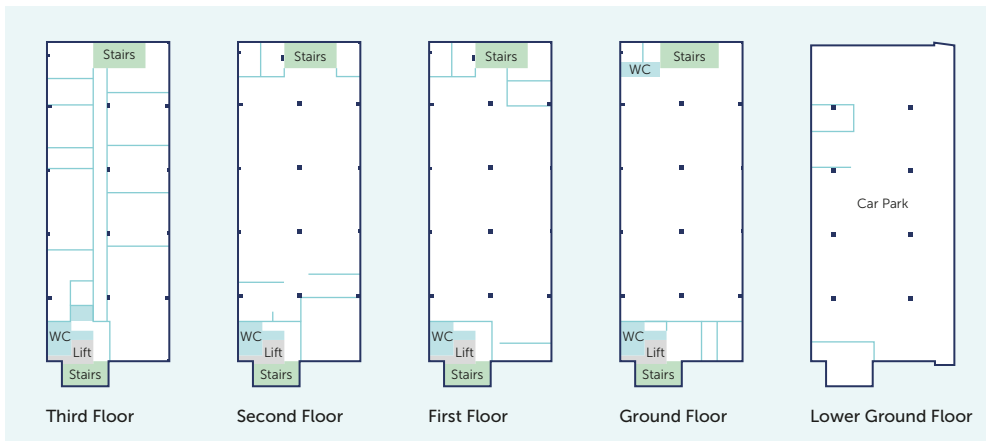 Stairs
WC
Lift
Stairs
Third Floor
Stairs
WC
Lift
Stairs
Second Floor
Stairs
WC
Lift
Stairs
First Floor
Stairs
WC
WC
Lift
Stairs
Ground Floor
Car Park
Lower Ground Floor